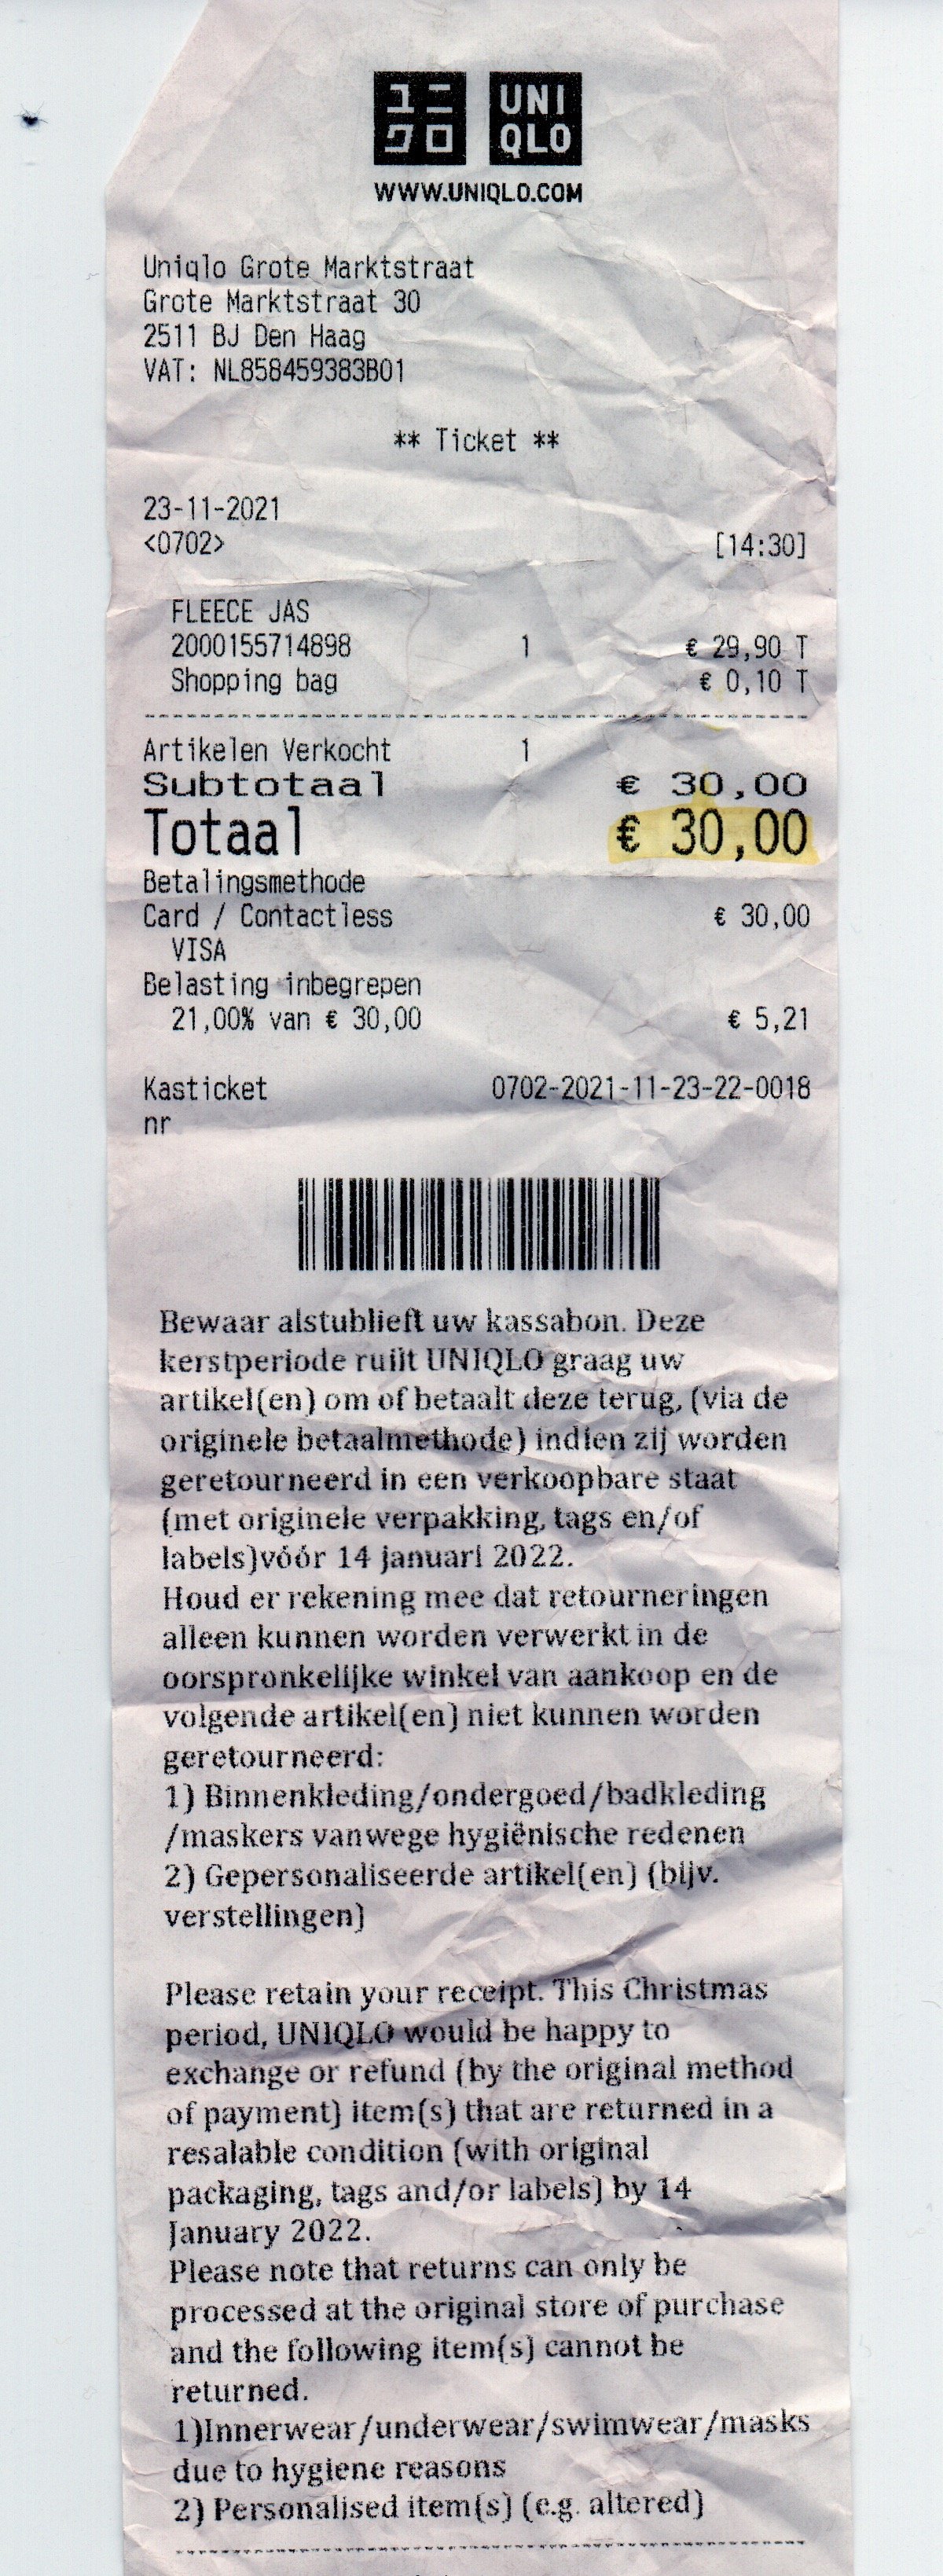 ユニ UNI
クロ QLO
WWW.UNIQLO.COM
Uniqlo Grote Marktstraat
Grote Marktstraat 30
2511 BJ Den Haag
VAT: NL858459383B01
** Ticket **
23-11-2021
<0702> [14:30]
FLEECE JAS
2000155714898 1 € 29,90 T
Shopping bag € 0,10 T
Artikelen Verkocht 1
Subtotaal € 30,00
Totaal € 30,00
Betalingsmethode
Card / Contactless € 30,00
VISA
Belasting inbegrepen
21,00% van € 30,00 € 5,21
Kasticket 0702-2021-11-23-22-0018
nr
Bewaar alstublieft uw kassabon. Deze
kerstperiode ruilt UNIQLO graag uw
artikel(en) om of betaalt deze terug, (via de
originele betaalmethode) indien zij worden
geretourneerd in een verkoopbare staat
(met originele verpakking, tags en/of
labels)vóór 14 januari 2022.
Houd er rekening mee dat retourneringen
alleen kunnen worden verwerkt in de
oorspronkelijke winkel van aankoop en de
volgende artikel(en) niet kunnen worden
geretourneerd:
1) Binnenkleding/ondergoed/badkleding
/maskers vanwege hygiënische redenen
2) Gepersonaliseerde artikel(en) (bijv.
verstellingen)
Please retain your receipt. This Christmas
period, UNIQLO would be happy to
exchange or refund (by the original method
of payment) item(s) that are returned in a
resalable condition (with original
packaging, tags and/or labels) by 14
January 2022.
Please note that returns can only be
processed at the original store of purchase
and the following item(s) cannot be
returned.
1)Innerwear/underwear/swimwear/masks
due to hygiene reasons
2) Personalised item(s) (e.g. altered)